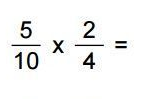 5/10 x 2/4 =